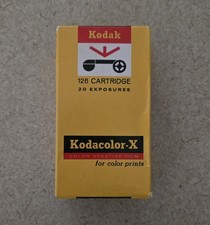 Kodak
126 CARTRIDGE
20 EXPOSURES
Kodacolor-X
COLOR NEGATIVE FILM
for color prints